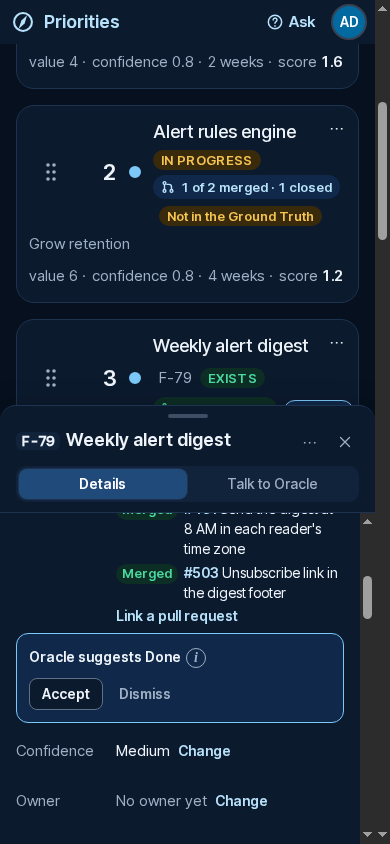 Priorities
Ask
AD
value 4 · confidence 0.8 · 2 weeks · score 1.6
Alert rules engine
...
2
IN PROGRESS
1 of 2 merged · 1 closed
Not in the Ground Truth
Grow retention
value 6 · confidence 0.8 · 4 weeks · score 1.2
Weekly alert digest
...
3
F-79 EXISTS
F-79 Weekly alert digest
...
Details
Talk to Oracle
8 AM in each reader's
time zone
Merged #503 Unsubscribe link in
the digest footer
Link a pull request
Oracle suggests Done i
Accept Dismiss
Confidence Medium Change
Owner No owner yet Change